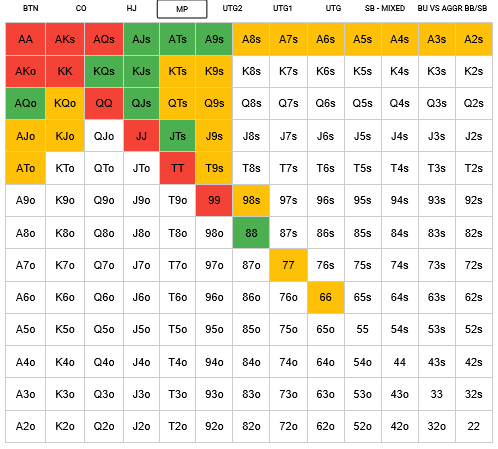 BTN CO HJ MP UTG2 UTG1 UTG SB - MIXED BU VS AGGR BB/SB
AA AKs AQs AJs ATs A9s A8s A7s A6s A5s A4s A3s A2s
AKo KK KQs KJs KTs K9s K8s K7s K6s K5s K4s K3s K2s
AQo KQo QQ QJs QTs Q9s Q8s Q7s Q6s Q5s Q4s Q3s Q2s
AJo KJo QJo JJ JTs J9s J8s J7s J6s J5s J4s J3s J2s
ATo KTo QTo JTo TT T9s T8s T7s T6s T5s T4s T3s T2s
A9o K9o Q9o J9o T9o 99 98s 97s 96s 95s 94s 93s 92s
A8o K8o Q8o J8o T8o 98o 88 87s 86s 85s 84s 83s 82s
A7o K7o Q7o J7o T7o 97o 87o 77 76s 75s 74s 73s 72s
A6o K6o Q6o J6o T6o 96o 86o 76o 66 65s 64s 63s 62s
A5o K5o Q5o J5o T5o 95o 85o 75o 65o 55 54s 53s 52s
A4o K4o Q4o J4o T4o 94o 84o 74o 64o 54o 44 43s 42s
A3o K3o Q3o J3o T3o 93o 83o 73o 63o 53o 43o 33 32s
A2o K2o Q2o J2o T2o 92o 82o 72o 62o 52o 42o 32o 22